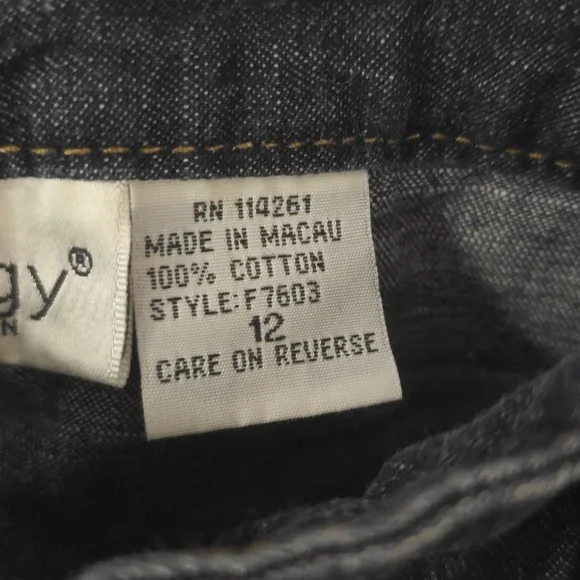 gy®
N
RN 114261
MADE IN MACAU
100% COTTON
STYLE:F7603
12
CARE ON REVERSE